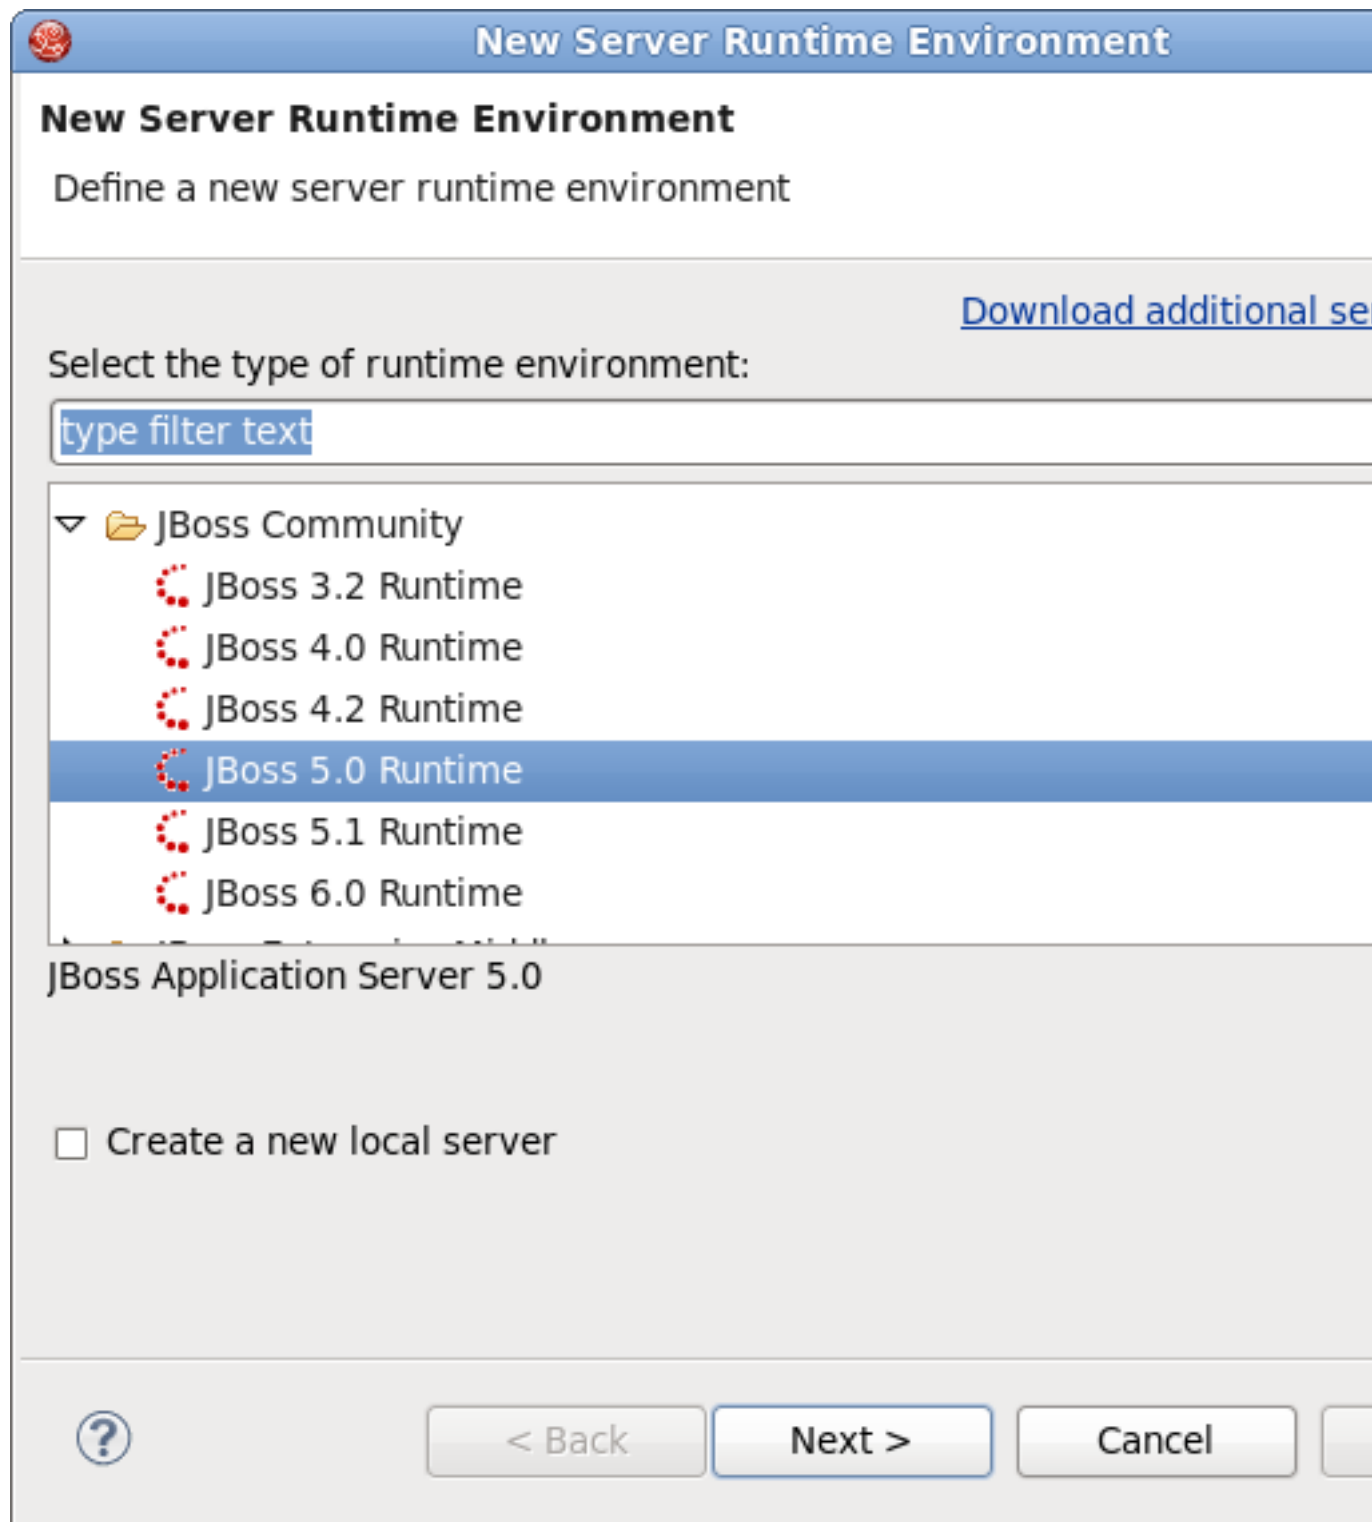 New Server Runtime Environment
New Server Runtime Environment
Define a new server runtime environment
Download additional
Select the type of runtime environment:
type filter text
JBoss Community
JBoss 3.2 Runtime
JBoss 4.0 Runtime
JBoss 4.2 Runtime
JBoss 5.0 Runtime
JBoss 5.1 Runtime
JBoss 6.0 Runtime
JBoss Application Server 5.0
Create a new local server
? < Back Next > Cancel